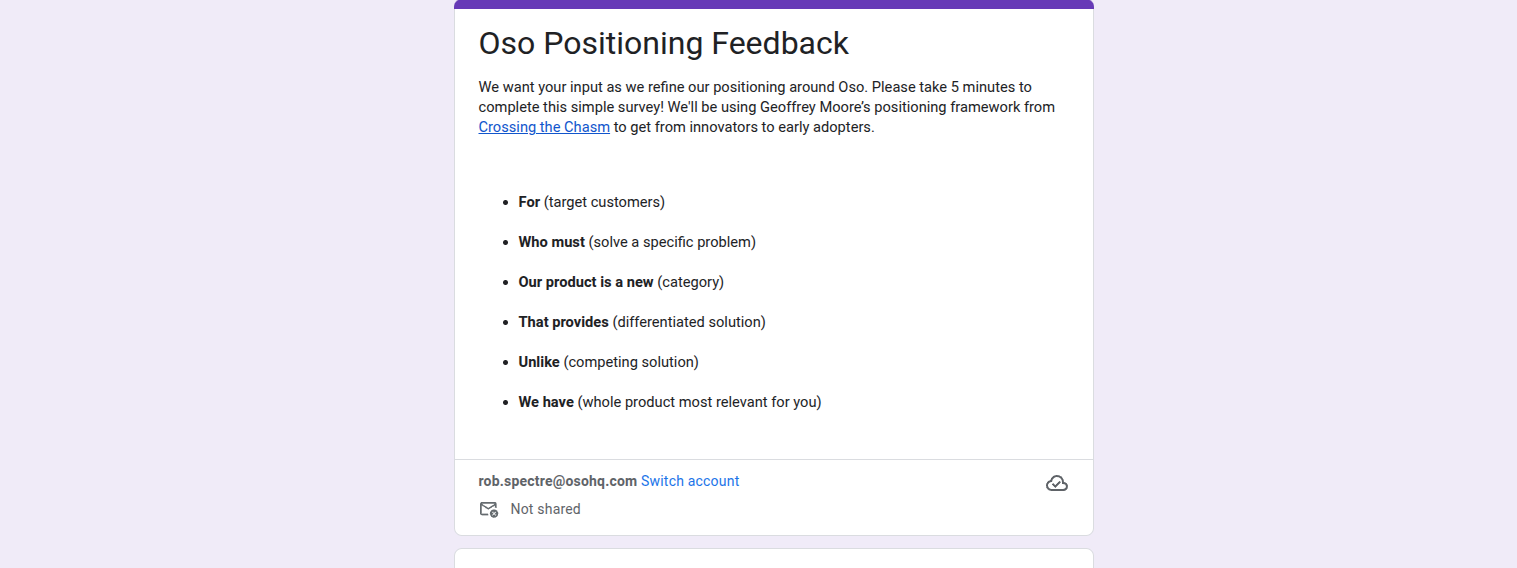 Oso Positioning Feedback
We want your input as we refine our positioning around Oso. Please take 5 minutes to
complete this simple survey! We'll be using Geoffrey Moore’s positioning framework from
Crossing the Chasm to get from innovators to early adopters.
• For (target customers)
• Who must (solve a specific problem)
• Our product is a new (category)
• That provides (differentiated solution)
• Unlike (competing solution)
• We have (whole product most relevant for you)
rob.spectre@osohq.com Switch account
Not shared